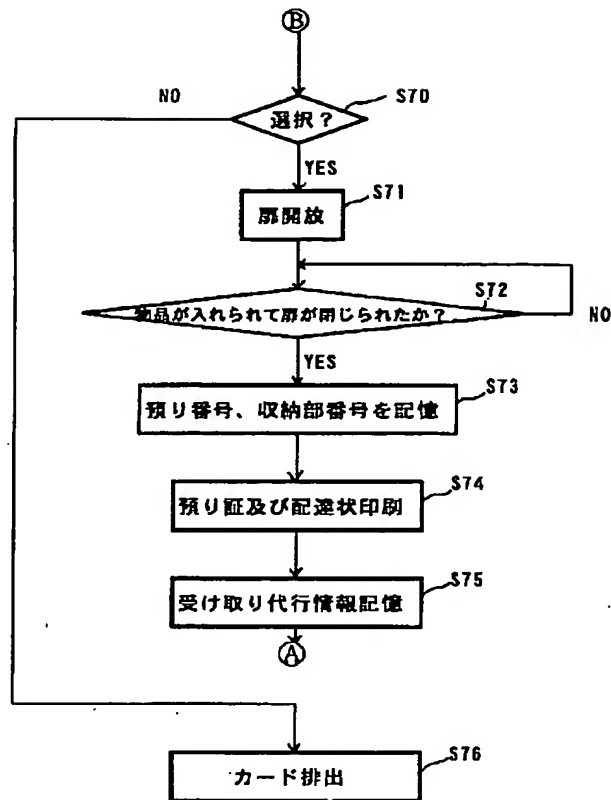 Ⓑ
NO
選択？
S70
YES
扉開放
S71
物品が入れられて扉が閉じられたか？
S72
NO
YES
預り番号、収納部番号を記憶
S73
預り証及び配達状印刷
S74
受け取り代行情報記憶
S75
Ⓐ
カード排出
S76